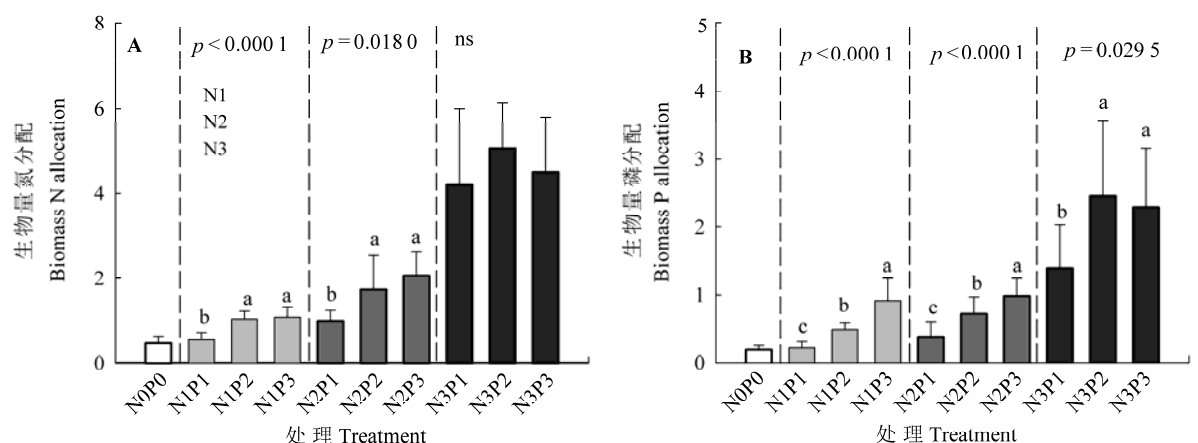 8
6
4
2
0
生物量氮分配
Biomass N allocation
A
p<0.000 1
p=0.018 0
ns
N1
N2
N3
b
a
a
b
a
a
N0P0
N1P1
N1P2
N1P3
N2P1
N2P2
N2P3
N3P1
N3P2
N3P3
处 理 Treatment
5
4
3
2
1
0
生物量磷分配
Biomass P allocation
B
p<0.000 1
p<0.000 1
p=0.029 5
c
b
a
c
b
a
b
a
a
N0P0
N1P1
N1P2
N1P3
N2P1
N2P2
N2P3
N3P1
N3P2
N3P3
处 理 Treatment